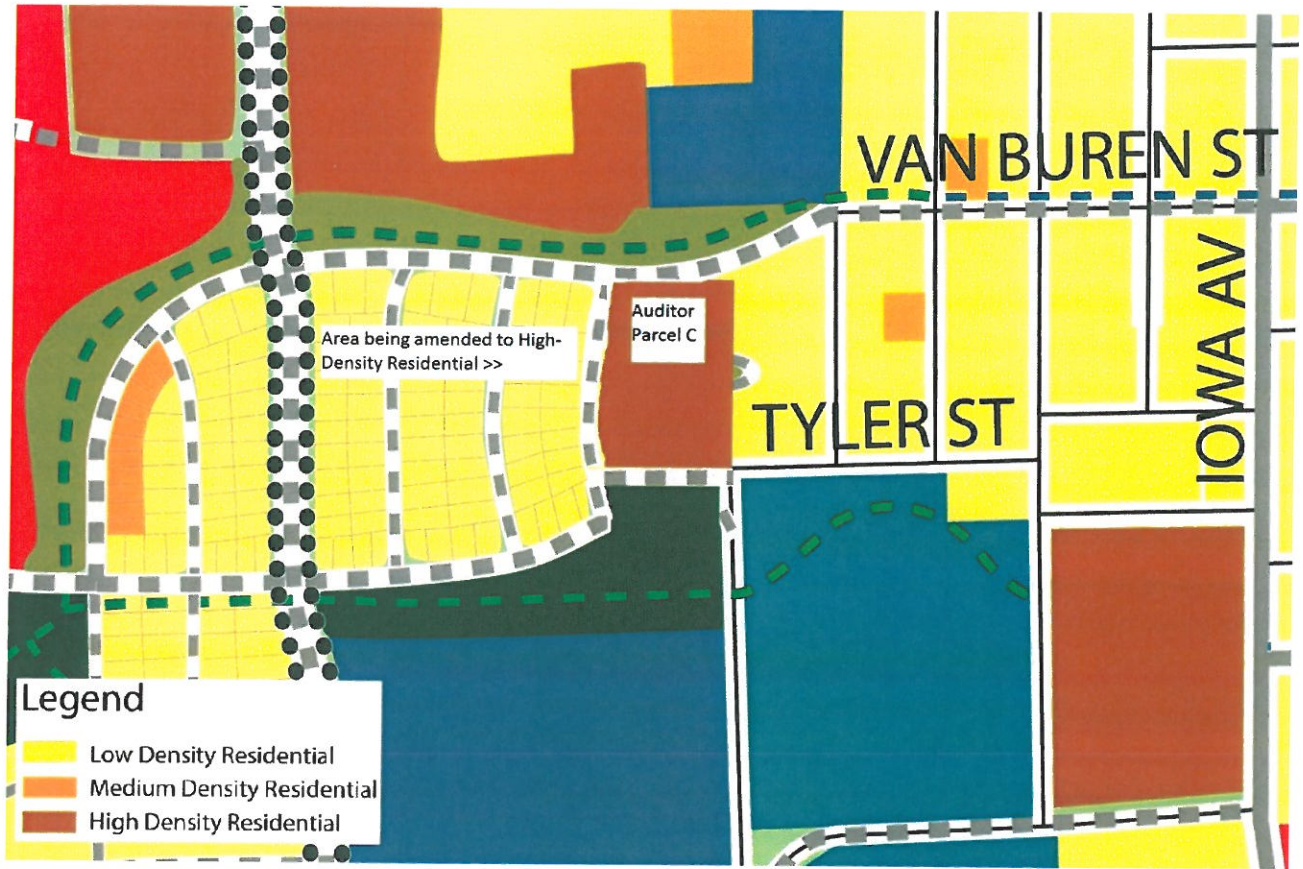 VAN BUREN ST
IOWA AV
Auditor
Parcel C
Area being amended to High-
Density Residential >>
TYLER ST
Legend
Low Density Residential
Medium Density Residential
High Density Residential